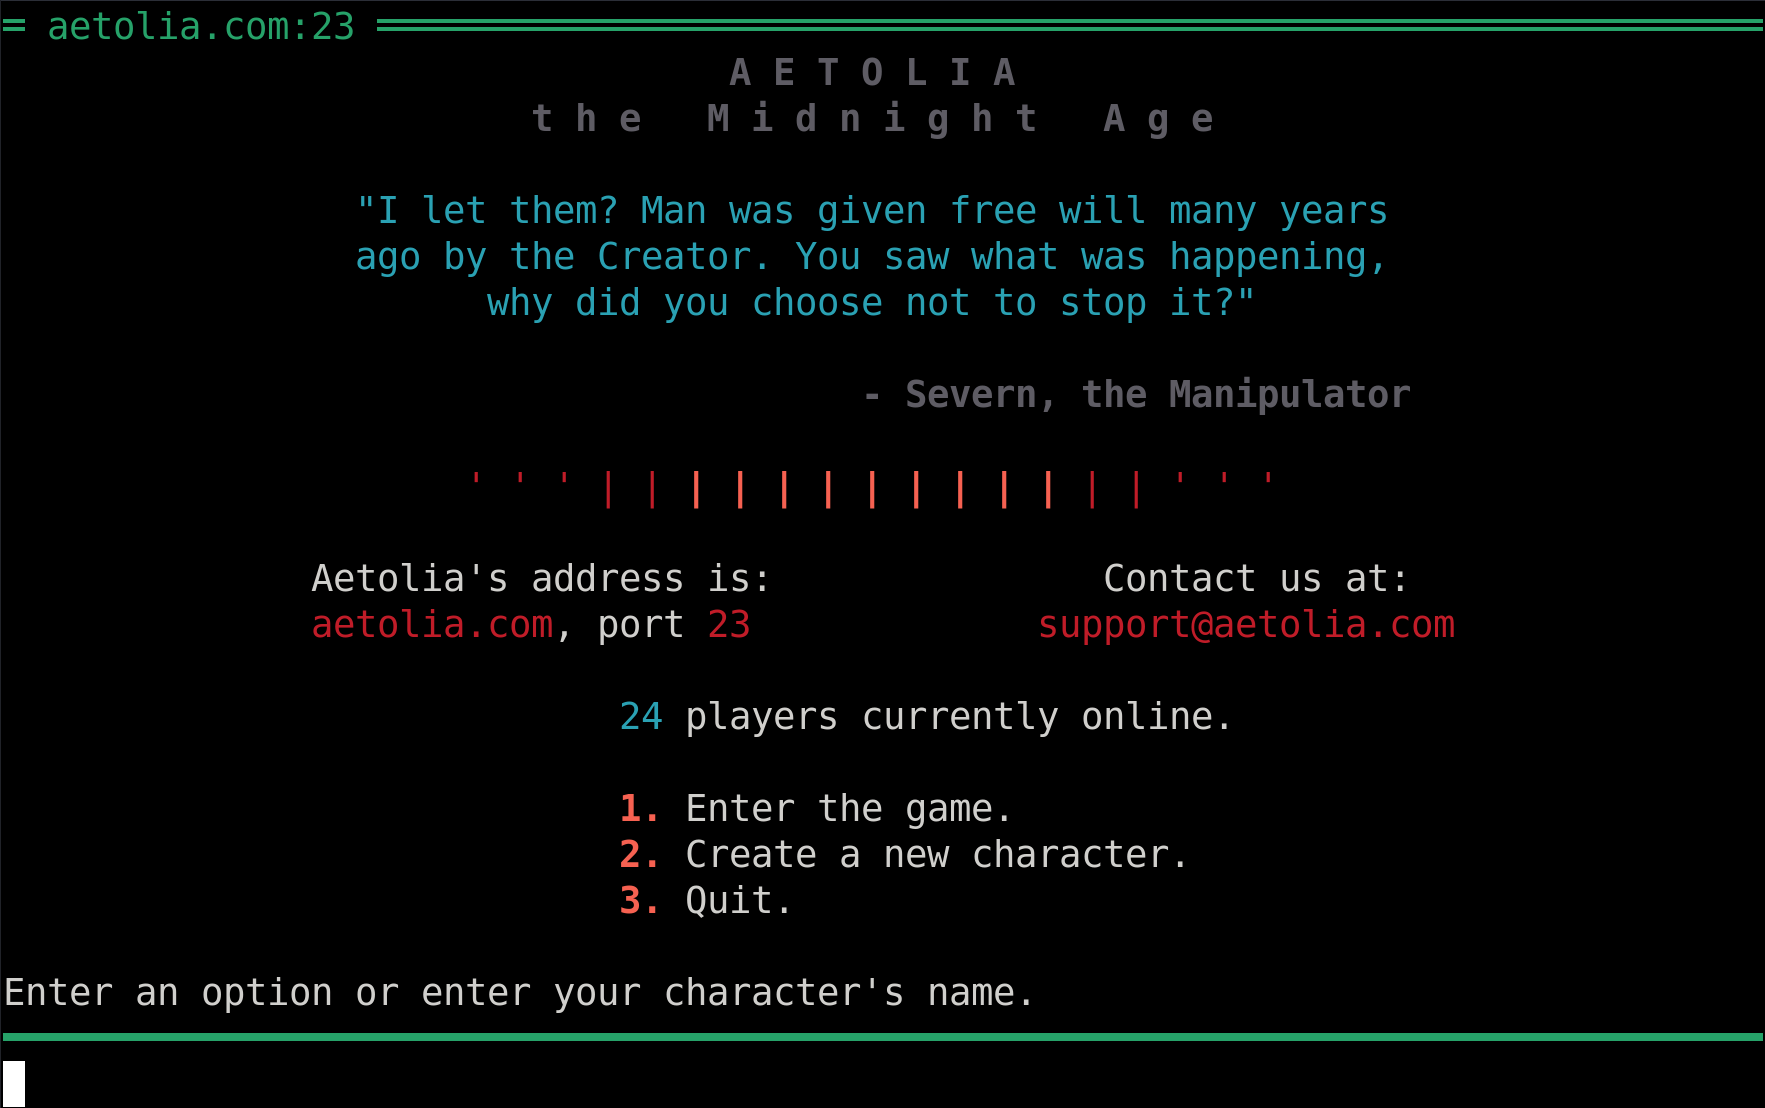 = aetolia.com:23 =
A E T O L I A
t h e   M i d n i g h t   A g e
"I let them? Man was given free will many years
ago by the Creator. You saw what was happening,
why did you choose not to stop it?"
- Severn, the Manipulator
' ' ' | | | | | | | | | | | | | ' ' '
Aetolia's address is: Contact us at:
aetolia.com, port 23 support@aetolia.com
24 players currently online.
1. Enter the game.
2. Create a new character.
3. Quit.
Enter an option or enter your character's name.